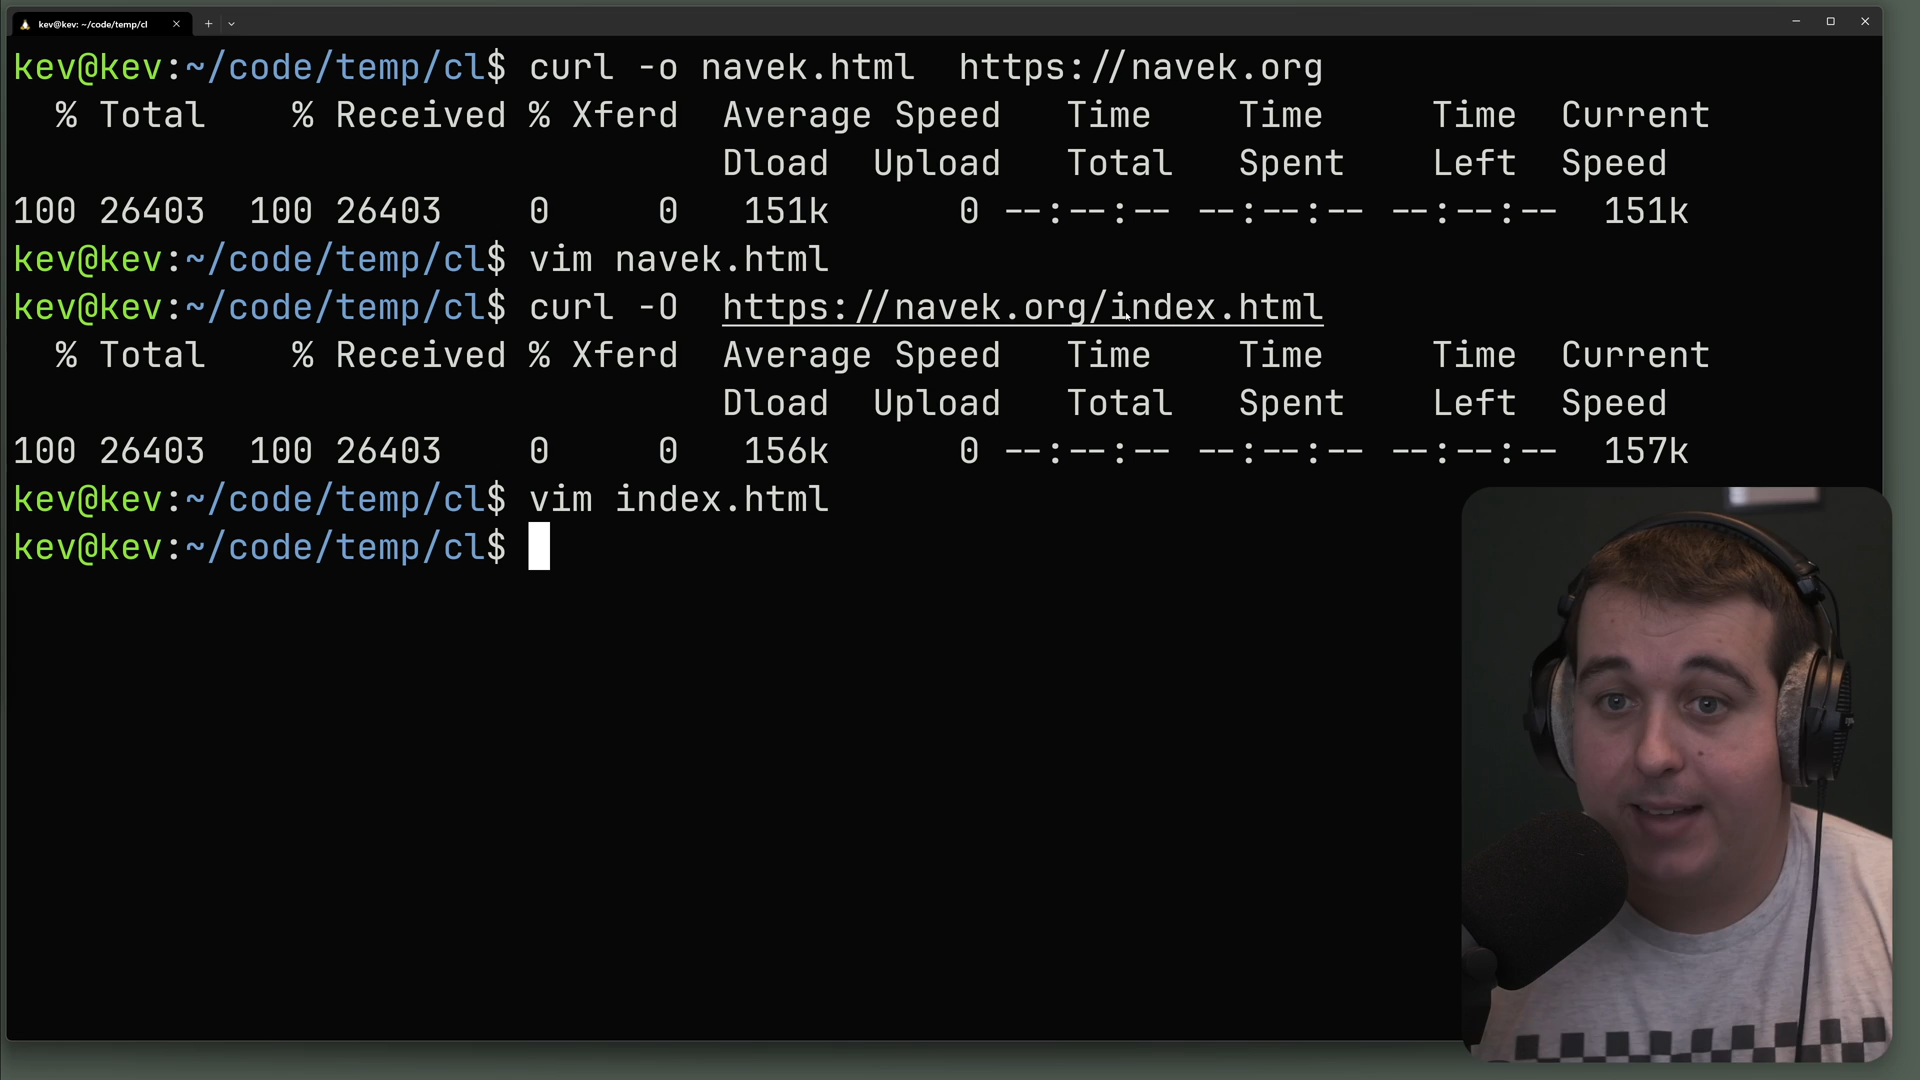 kev@kev: ~/code/temp/cl
kev@kev:~/code/temp/cl$ curl -o navek.html  https://navek.org
  % Total    % Received % Xferd  Average Speed   Time    Time     Time  Current
                                 Dload  Upload   Total   Spent    Left  Speed
100 26403  100 26403    0     0   151k      0 --:--:-- --:--:-- --:--:--  151k
kev@kev:~/code/temp/cl$ vim navek.html
kev@kev:~/code/temp/cl$ curl -O  https://navek.org/index.html
  % Total    % Received % Xferd  Average Speed   Time    Time     Time  Current
                                 Dload  Upload   Total   Spent    Left  Speed
100 26403  100 26403    0     0   156k      0 --:--:-- --:--:-- --:--:--  157k
kev@kev:~/code/temp/cl$ vim index.html
kev@kev:~/code/temp/cl$